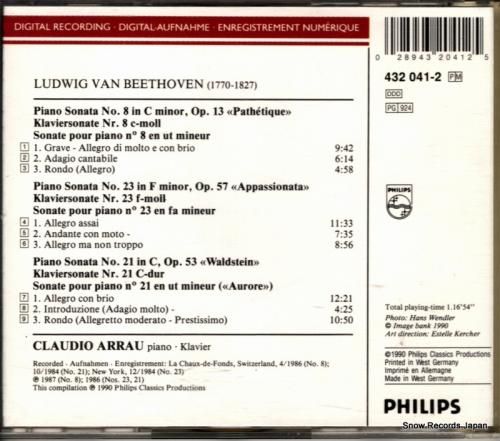 DIGITAL RECORDING · DIGITAL-AUFNAHME · ENREGISTREMENT NUMÉRIQUE
0 28943 20412 5
432 041-2 PM
DDD
PG 924
LUDWIG VAN BEETHOVEN (1770-1827)
Piano Sonata No. 8 in C minor, Op. 13 «Pathétique»
Klaviersonate Nr. 8 c-moll
Sonate pour piano n° 8 en ut mineur
1 1. Grave - Allegro di molto e con brio 9:42
2 2. Adagio cantabile 6:14
3 3. Rondo (Allegro) 4:58
Piano Sonata No. 23 in F minor, Op. 57 «Appassionata»
Klaviersonate Nr. 23 f-moll
Sonate pour piano n° 23 en fa mineur
4 1. Allegro assai 11:33
5 2. Andante con moto - 7:35
6 3. Allegro ma non troppo 8:56
Piano Sonata No. 21 in C, Op. 53 «Waldstein»
Klaviersonate Nr. 21 C-dur
Sonate pour piano n° 21 en ut mineur («Aurore»)
7 1. Allegro con brio 12:21
8 2. Introduzione (Adagio molto) - 4:25
9 3. Rondo (Allegretto moderato - Prestissimo) 10:50
CLAUDIO ARRAU piano · Klavier
Recorded - Aufnahmen - Enregistrement: La Chaux-de-Fonds, Switzerland, 4/1986 (No. 8);
10/1984 (No. 21); New York, 12/1984 (No. 23)
℗ 1987 (No. 8); 1986 (Nos. 23, 21)
This compilation ℗ 1990 Philips Classics Productions
PHILIPS
Total playing-time 1.16'54"
Photo: Hans Wendler
© Image bank 1990
Art direction: Estelle Kercher
©1990 Philips Classics Productions
Printed in West Germany
Imprimé en Allemagne
Made in West Germany
PHILIPS
Snow Records Japan